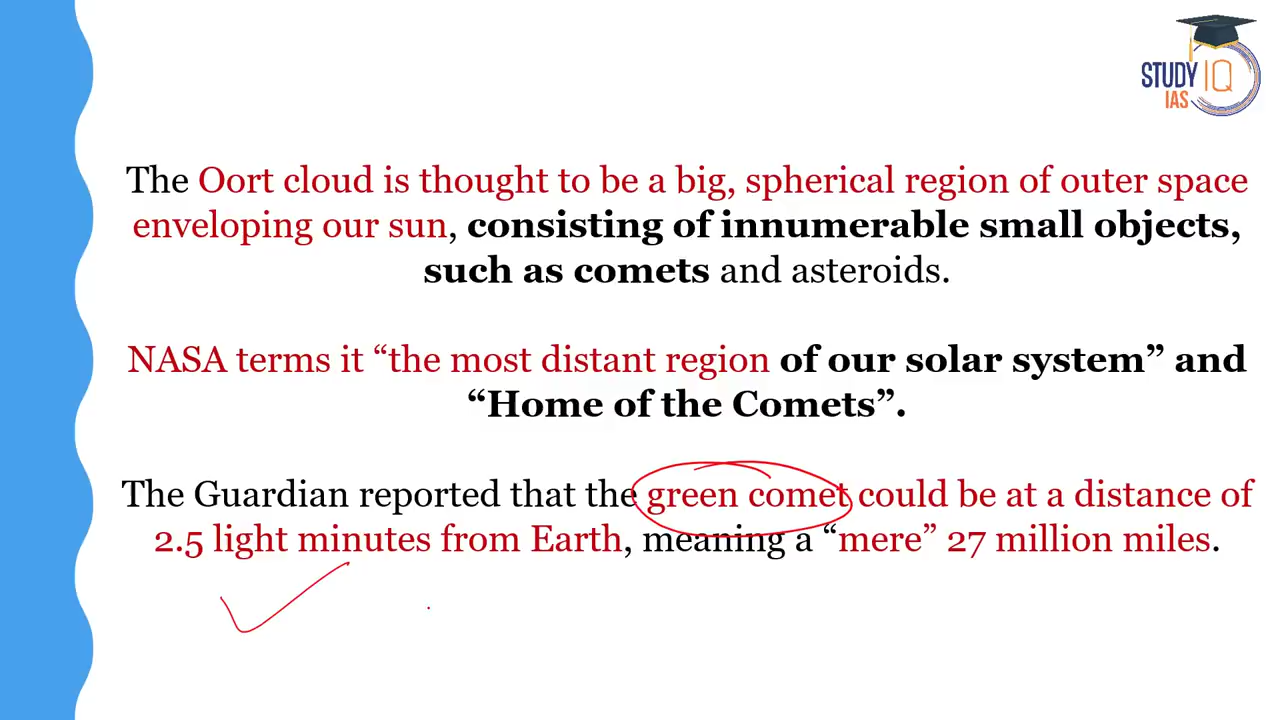 STUDY IQ
IAS
The Oort cloud is thought to be a big, spherical region of outer space
enveloping our sun, consisting of innumerable small objects,
such as comets and asteroids.
NASA terms it “the most distant region of our solar system” and
“Home of the Comets”.
The Guardian reported that the green comet could be at a distance of
2.5 light minutes from Earth, meaning a “mere” 27 million miles.